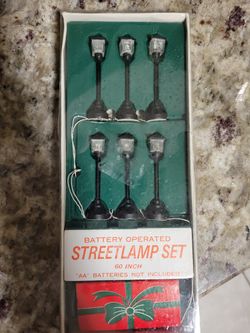 BATTERY OPERATED
STREETLAMP SET
60 INCH
"AA" BATTERIES NOT INCLUDED